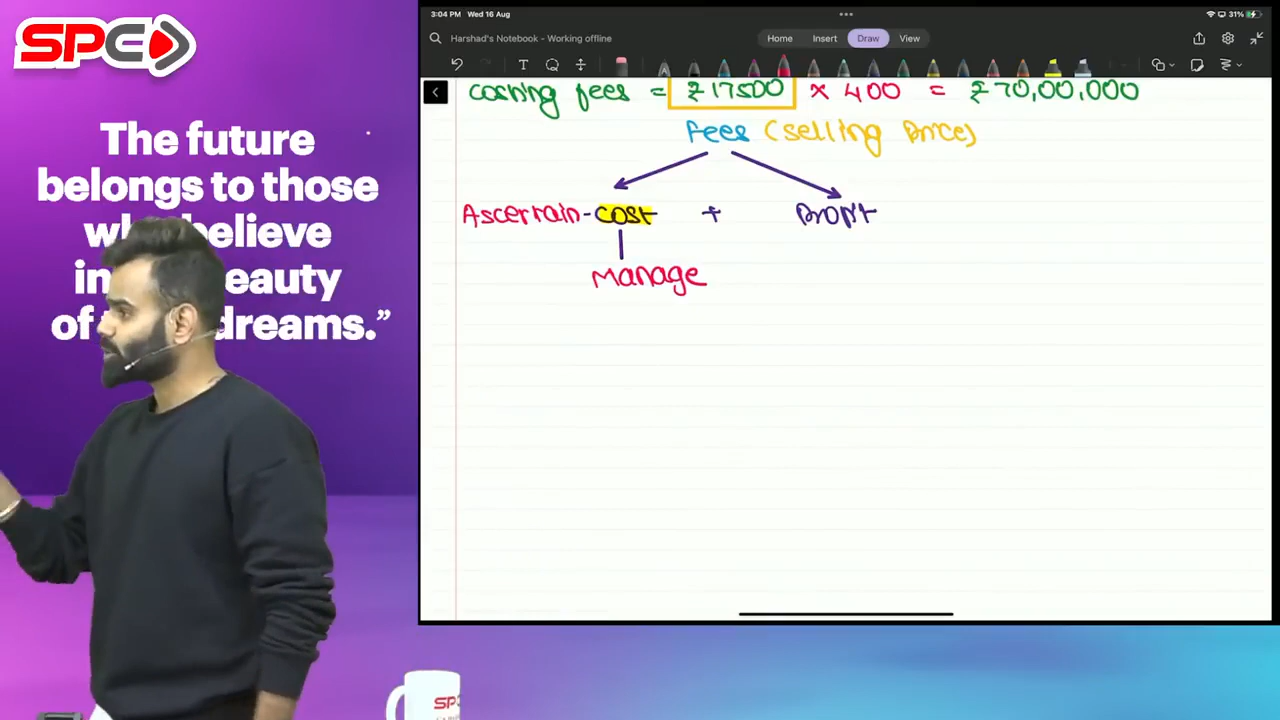 SPC
The future
belongs to those
believe
in eauty
of dreams.”
3:04 PM Wed 16 Aug
31%
Harshad's Notebook - Working offline
Home Insert Draw View
fees = ₹17500 × 400 = ₹70,00,000
Fees (selling Price)
Ascertain - cost + Profit
Manage
SPC